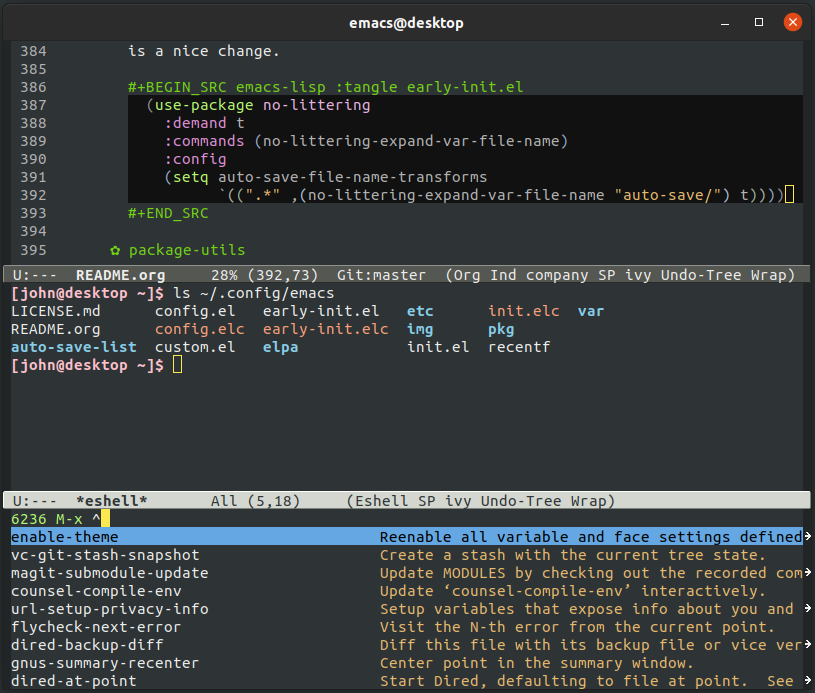 emacs@desktop
384 is a nice change.
385
386 #+BEGIN_SRC emacs-lisp :tangle early-init.el
387 (use-package no-littering
388 :demand t
389 :commands (no-littering-expand-var-file-name)
390 :config
391 (setq auto-save-file-name-transforms
392 `((".*" ,(no-littering-expand-var-file-name "auto-save/") t))))
393 #+END_SRC
394
395 ✿ package-utils
U:--- README.org 28% (392,73) Git:master (Org Ind company SP ivy Undo-Tree Wrap)
[john@desktop ~]$ ls ~/.config/emacs
LICENSE.md config.el early-init.el etc init.elc var
README.org config.elc early-init.elc img pkg
auto-save-list custom.el elpa init.el recentf
[john@desktop ~]$
U:--- *eshell* All (5,18) (Eshell SP ivy Undo-Tree Wrap)
6236 M-x ^
enable-theme Reenable all variable and face settings defined
vc-git-stash-snapshot Create a stash with the current tree state.
magit-submodule-update Update MODULES by checking out the recorded com
counsel-compile-env Update ‘counsel-compile-env’ interactively.
url-setup-privacy-info Setup variables that expose info about you and
flycheck-next-error Visit the N-th error from the current point.
dired-backup-diff Diff this file with its backup file or vice ver
gnus-summary-recenter Center point in the summary window.
dired-at-point Start Dired, defaulting to file at point. See